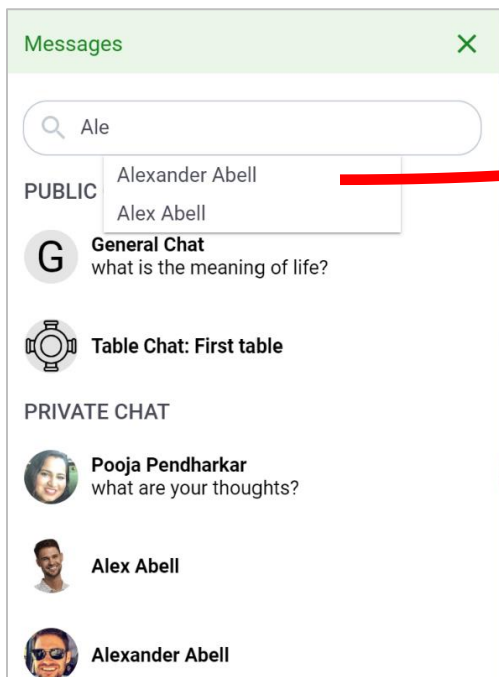 Messages
Ale
Alexander Abell
Alex Abell
PUBLIC
G
General Chat
what is the meaning of life?
Table Chat: First table
PRIVATE CHAT
Pooja Pendharkar
what are your thoughts?
Alex Abell
Alexander Abell